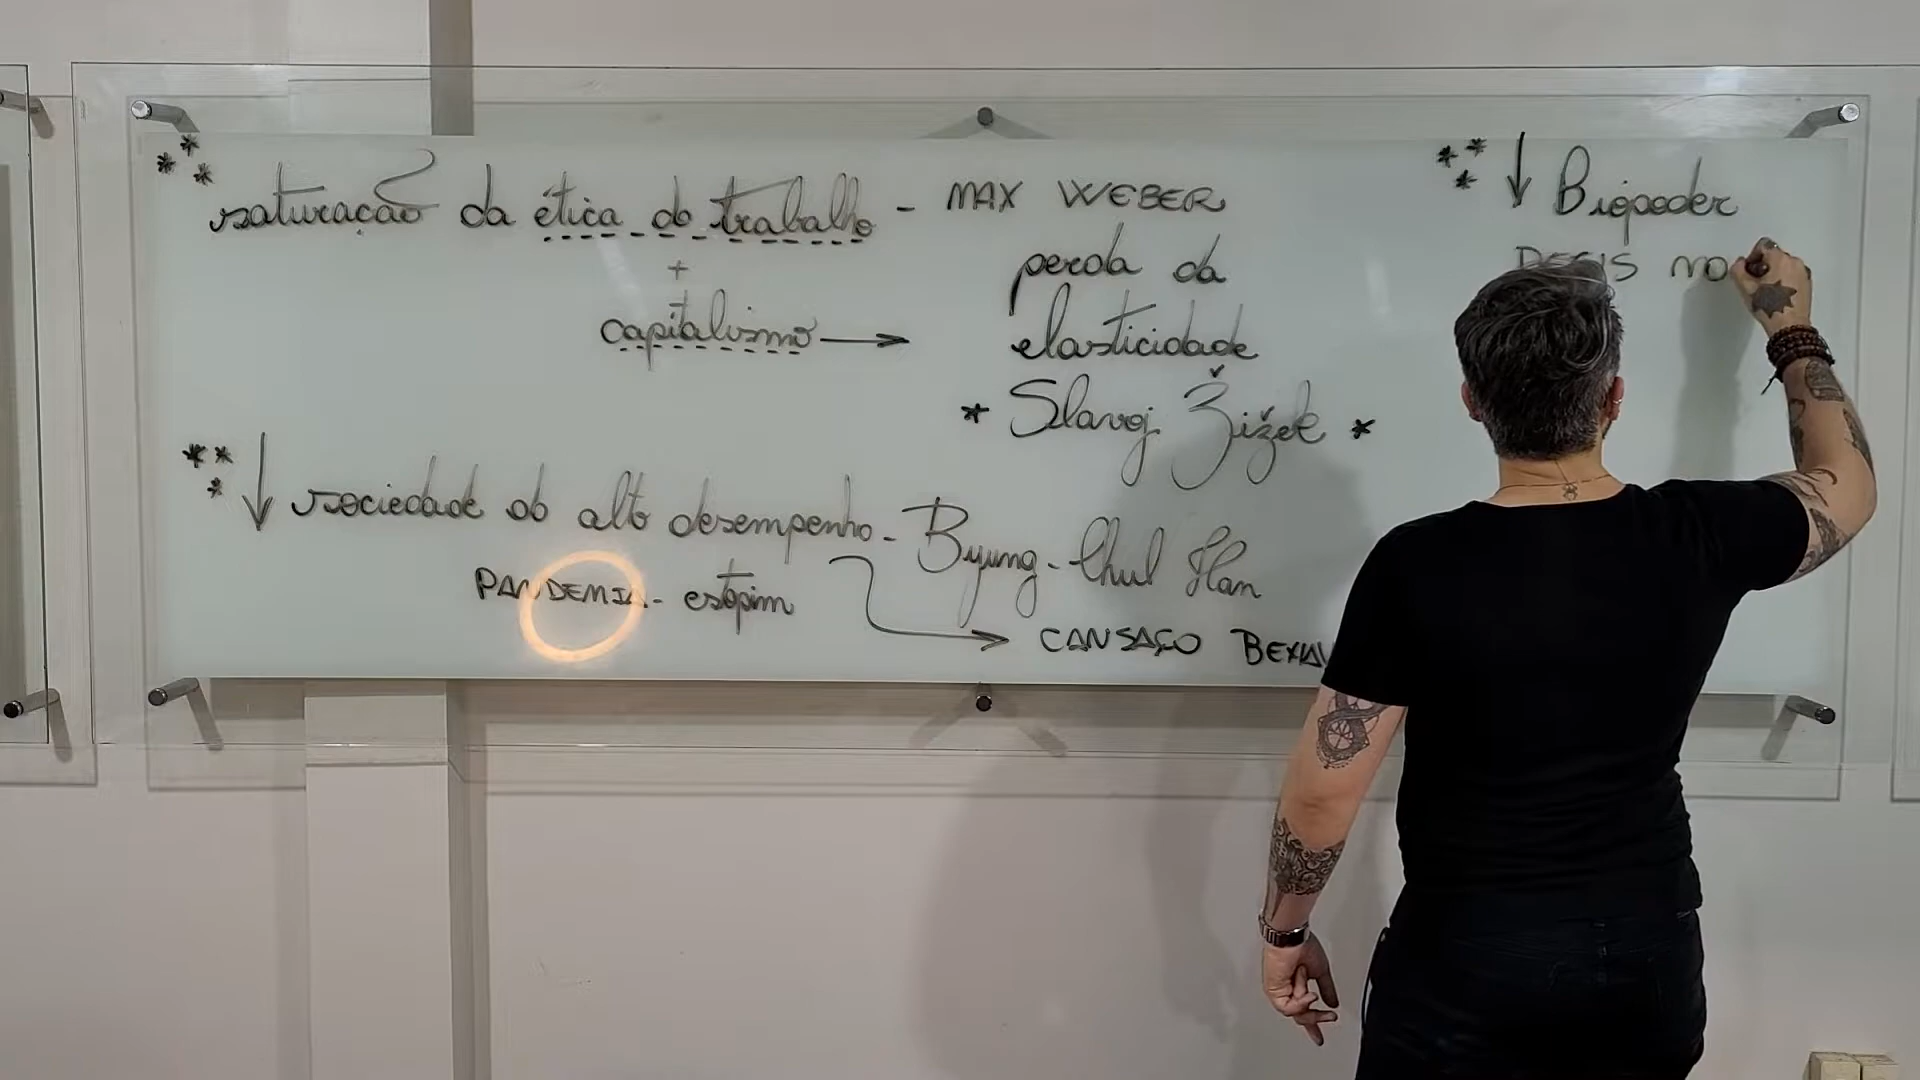 saturação da ética do trabalho - MAX WEBER
+
capitalismo → perda da
elasticidade
* Slavoj Žižek *
↓ sociedade do alto desempenho - Byung-Chul Han
PANDEMIA - estopim
CANSAÇO
↓ Biopoder